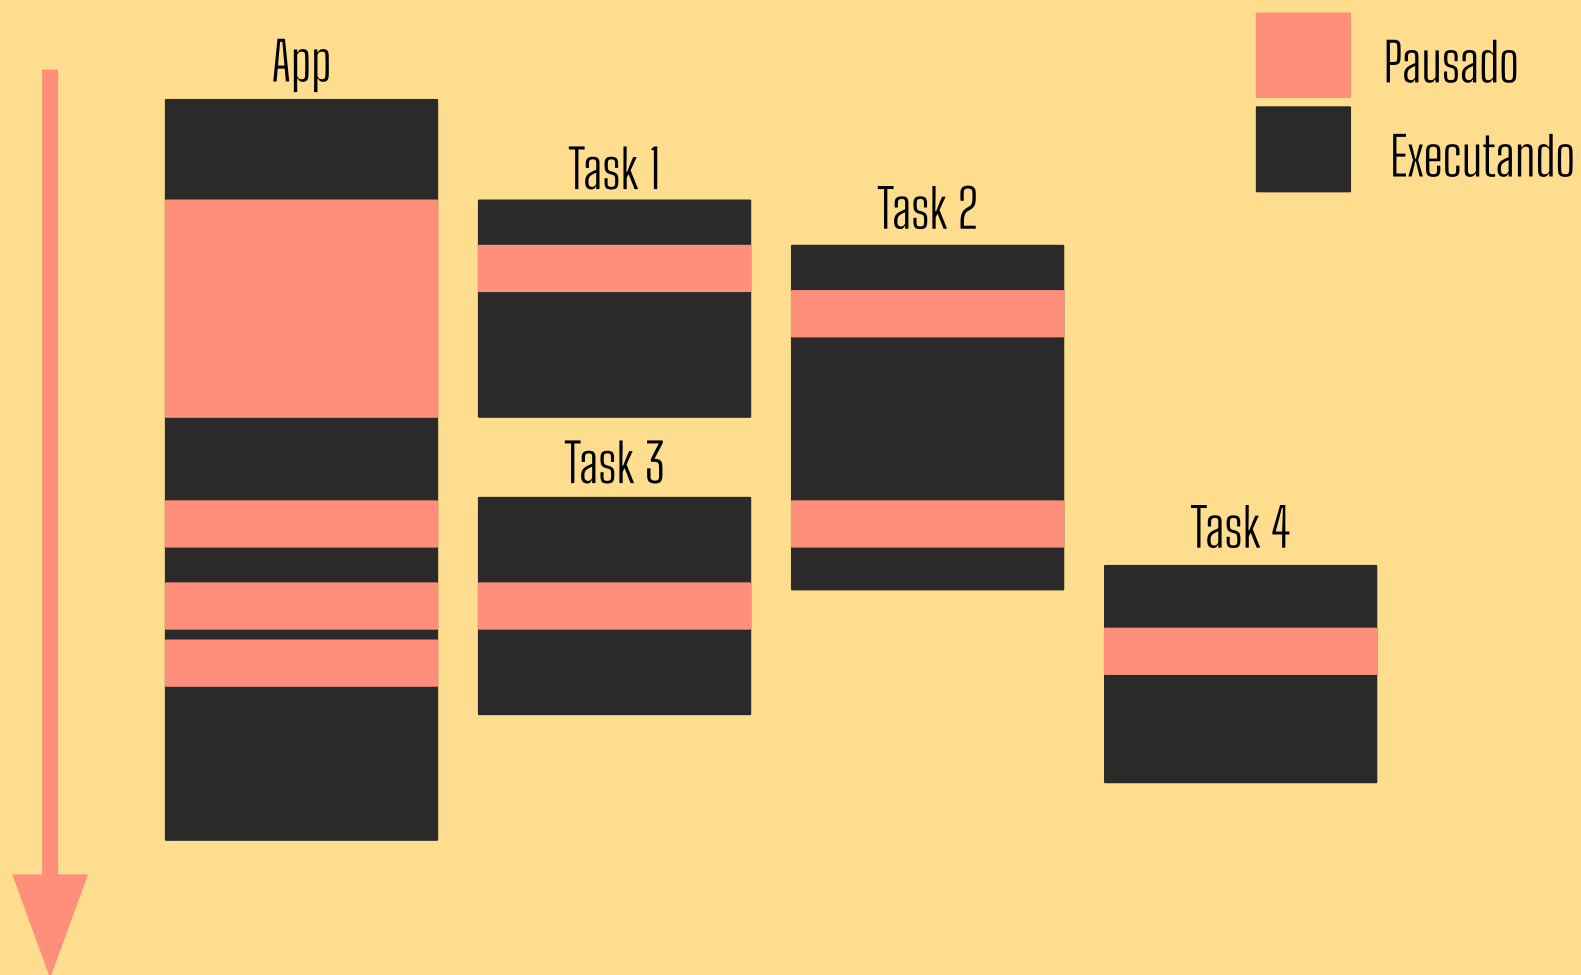 App
Pausado
Executando
Task 1
Task 2
Task 3
Task 4